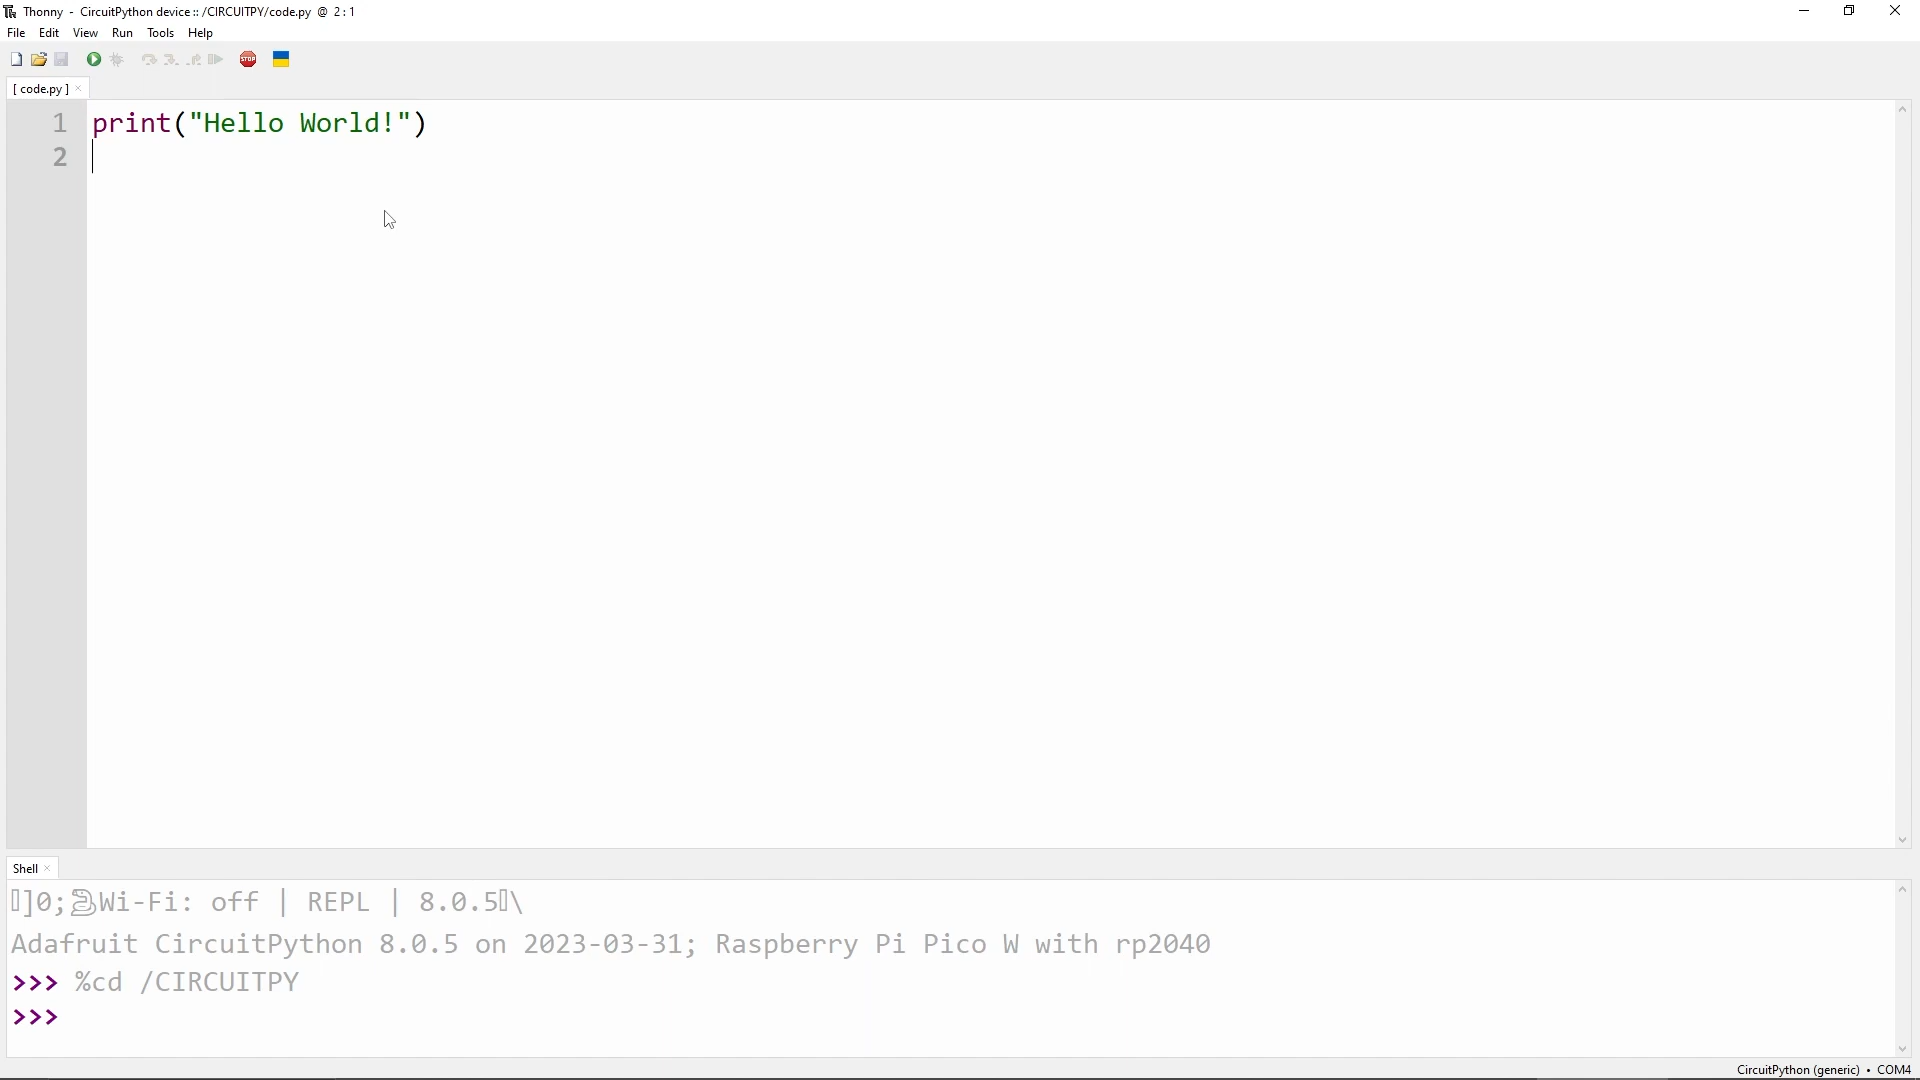 Thonny - CircuitPython device :: /CIRCUITPY/code.py @ 2 : 1
File Edit View Run Tools Help
STOP
[ code.py ] ×
1 print("Hello World!")
2
Shell ×
]0;🐍Wi-Fi: off | REPL | 8.0.5\
Adafruit CircuitPython 8.0.5 on 2023-03-31; Raspberry Pi Pico W with rp2040
>>> %cd /CIRCUITPY
>>>
CircuitPython (generic) • COM4